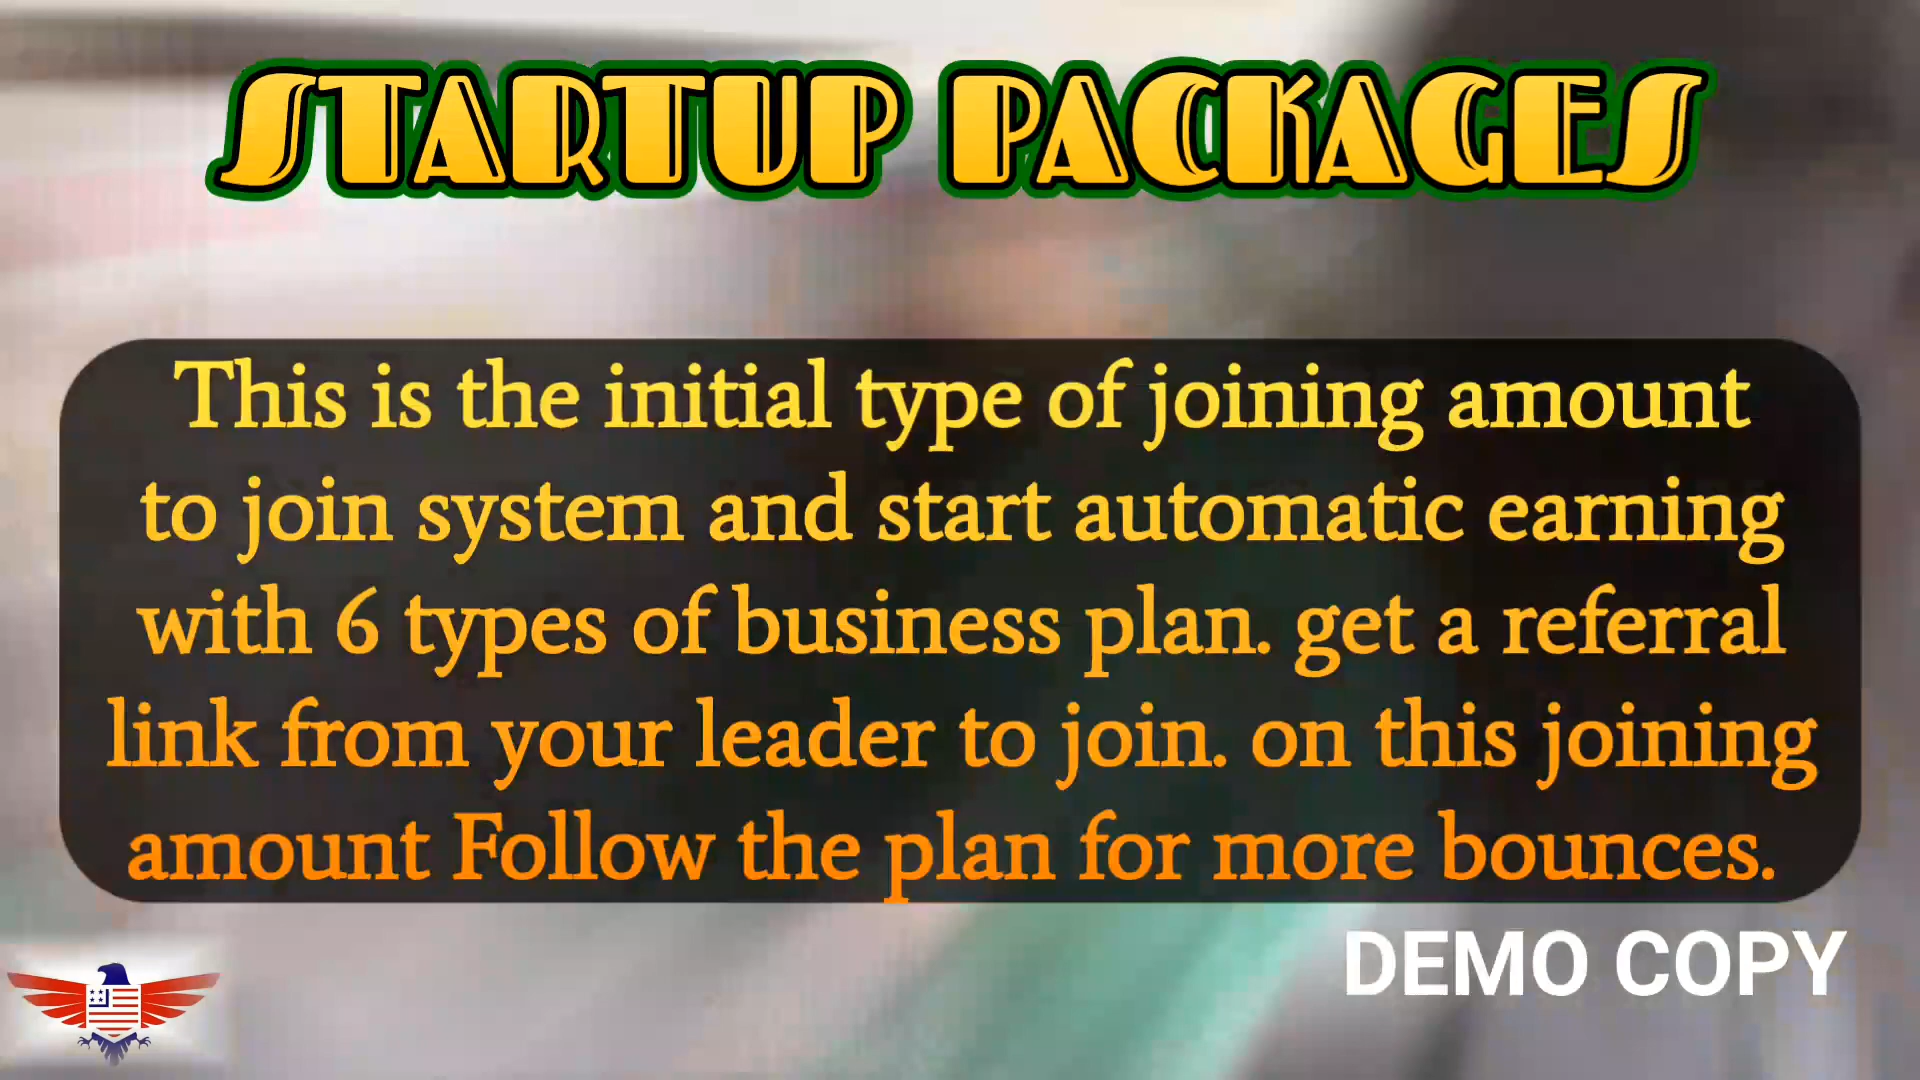 STARTUP PACKAGES
This is the initial type of joining amount
to join system and start automatic earning
with 6 types of business plan. get a referral
link from your leader to join. on this joining
amount Follow the plan for more bounces.
DEMO COPY